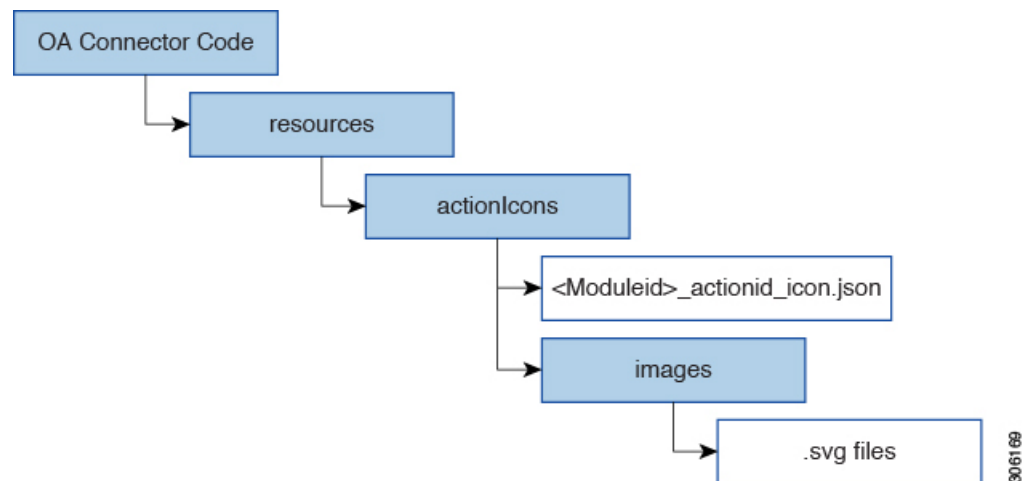 OA Connector Code
resources
actionIcons
<Moduleid>_actionid_icon.json
images
.svg files
306169